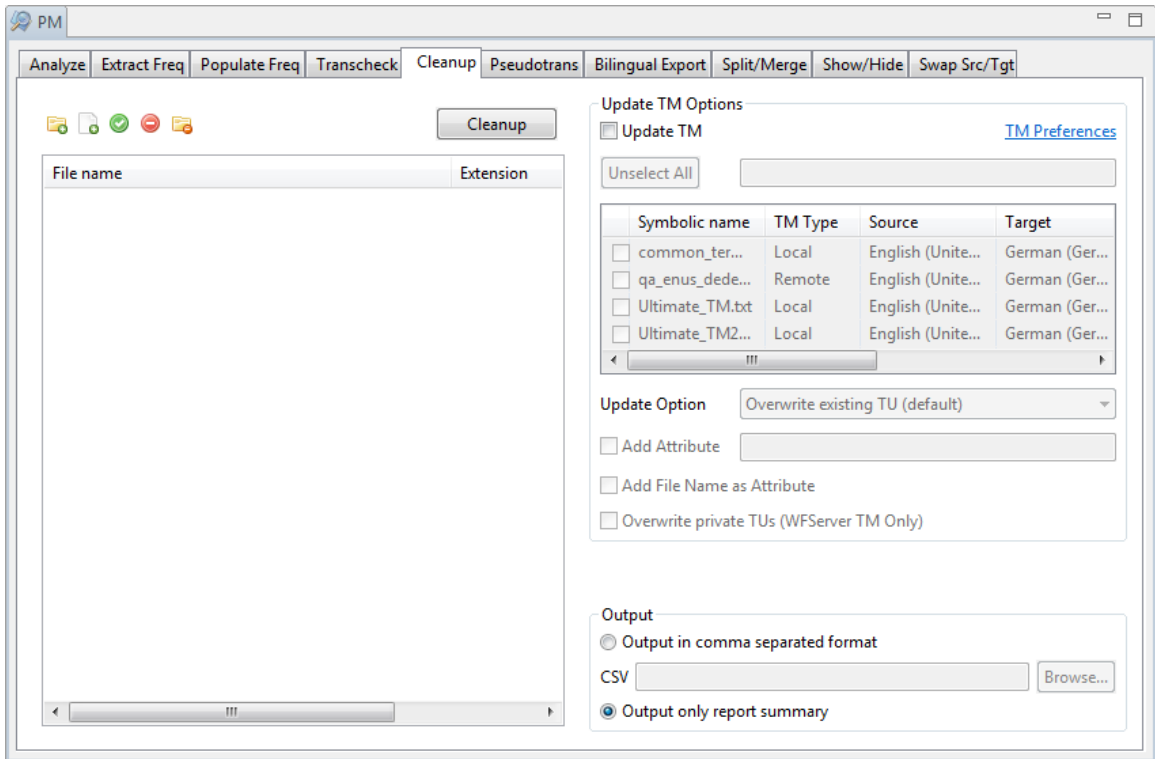 PM
Analyze Extract Freq Populate Freq Transcheck Cleanup Pseudotrans Bilingual Export Split/Merge Show/Hide Swap Src/Tgt
Cleanup
File name Extension
Update TM Options
Update TM TM Preferences
Unselect All
Symbolic name TM Type Source Target
common_ter... Local English (Unite... German (Ger...
qa_enus_dede... Remote English (Unite... German (Ger...
Ultimate_TM.txt Local English (Unite... German (Ger...
Ultimate_TM2... Local English (Unite... German (Ger...
Update Option Overwrite existing TU (default)
Add Attribute
Add File Name as Attribute
Overwrite private TUs (WFServer TM Only)
Output
Output in comma separated format
CSV Browse...
Output only report summary